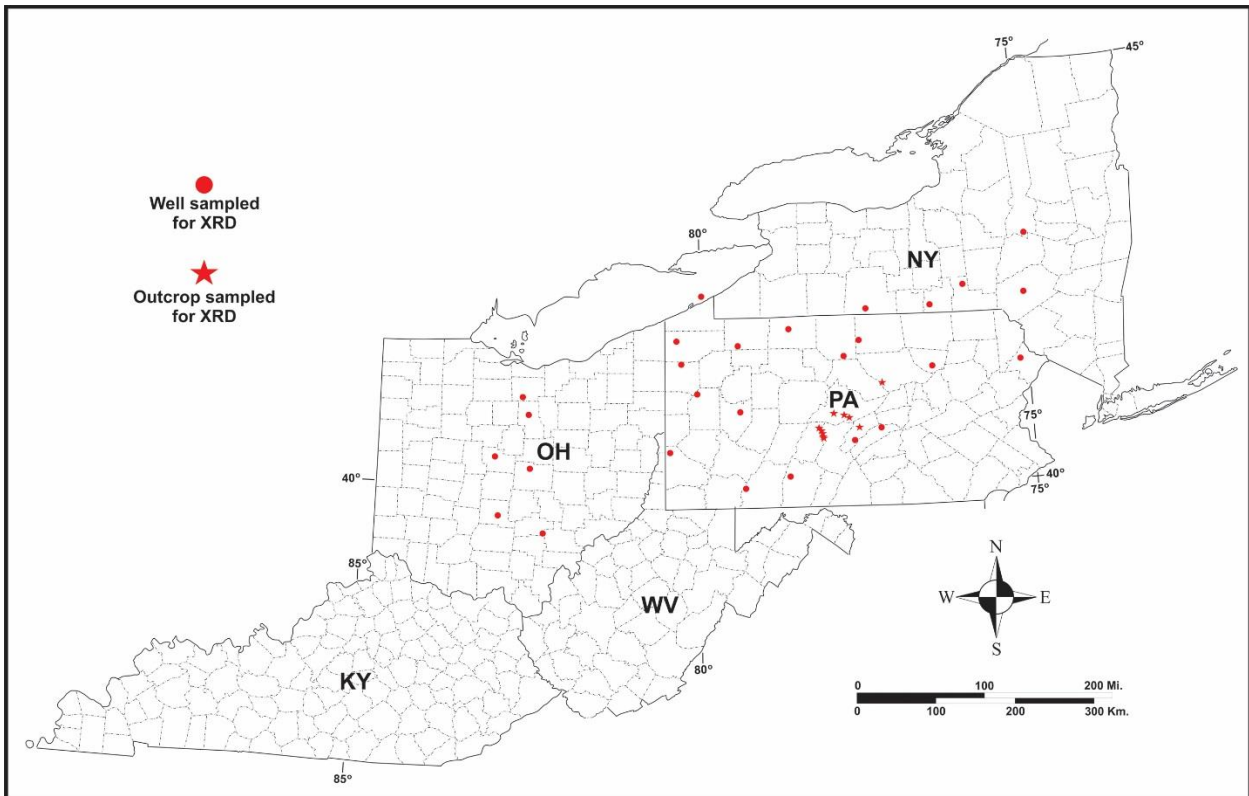 75°
45°
Well sampled
for XRD
80°
NY
Outcrop sampled
for XRD
PA
75°
OH
40°
40°
75°
85°
N
W E
S
WV
80°
KY
0 100 200 Mi.
0 100 200 300 Km.
85°